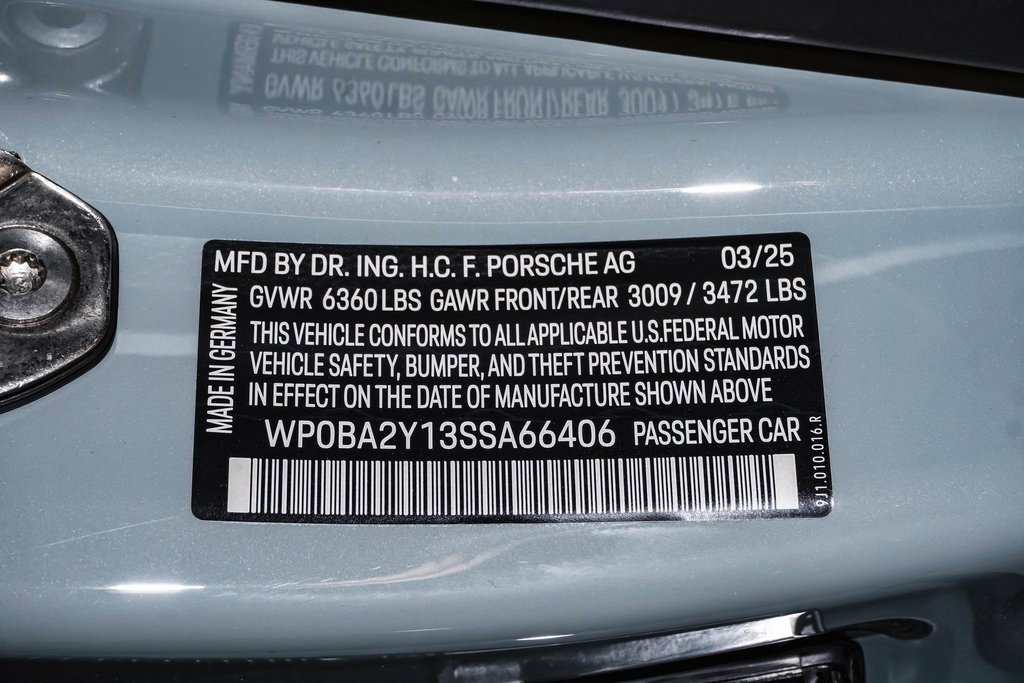 MFD BY DR. ING. H.C. F. PORSCHE AG 03/25
GVWR 6360 LBS GAWR FRONT/REAR 3009 / 3472 LBS
THIS VEHICLE CONFORMS TO ALL APPLICABLE U.S.FEDERAL MOTOR
VEHICLE SAFETY, BUMPER, AND THEFT PREVENTION STANDARDS
IN EFFECT ON THE DATE OF MANUFACTURE SHOWN ABOVE
WP0BA2Y13SSA66406 PASSENGER CAR
MADE IN GERMANY
9J1.010.016.R